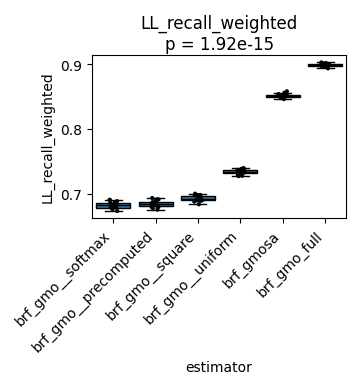 LL_recall_weighted
p = 1.92e-15
LL_recall_weighted
0.9
0.8
0.7
brf_gmo__softmax
brf_gmo__precomputed
brf_gmo__square
brf_gmo__uniform
brf_gmosa
brf_gmo_full
estimator